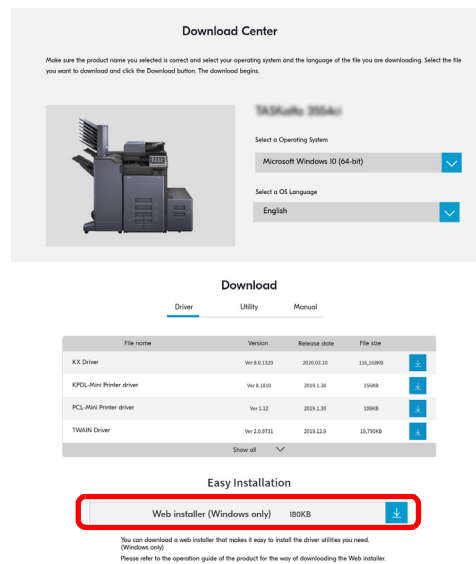 Download Center
Make sure the product name you selected is correct and select your operating system and the language of the file you are downloading. Select the file
you want to download and click the Download button. The download begins.
Select a Operating System
Microsoft Windows 10 (64-bit)
Select a OS Language
English
Download
Driver Utility Manual
File name Version Release date File size
KX Driver Ver 8.0.1329 2020.03.10 116,168KB
KPDL-Mini Printer driver Ver 8.1810 2019.1.30 156KB
PCL-Mini Printer driver Ver 1.12 2019.1.30 108KB
TWAIN Driver Ver 2.0.9731 2019.12.9 19,790KB
Show all
Easy Installation
Web installer (Windows only) 180KB
You can download a web installer that makes it easy to install the driver utilities you need.
(Windows only)
Please refer to the operation guide of the product for the way of downloading the Web installer.